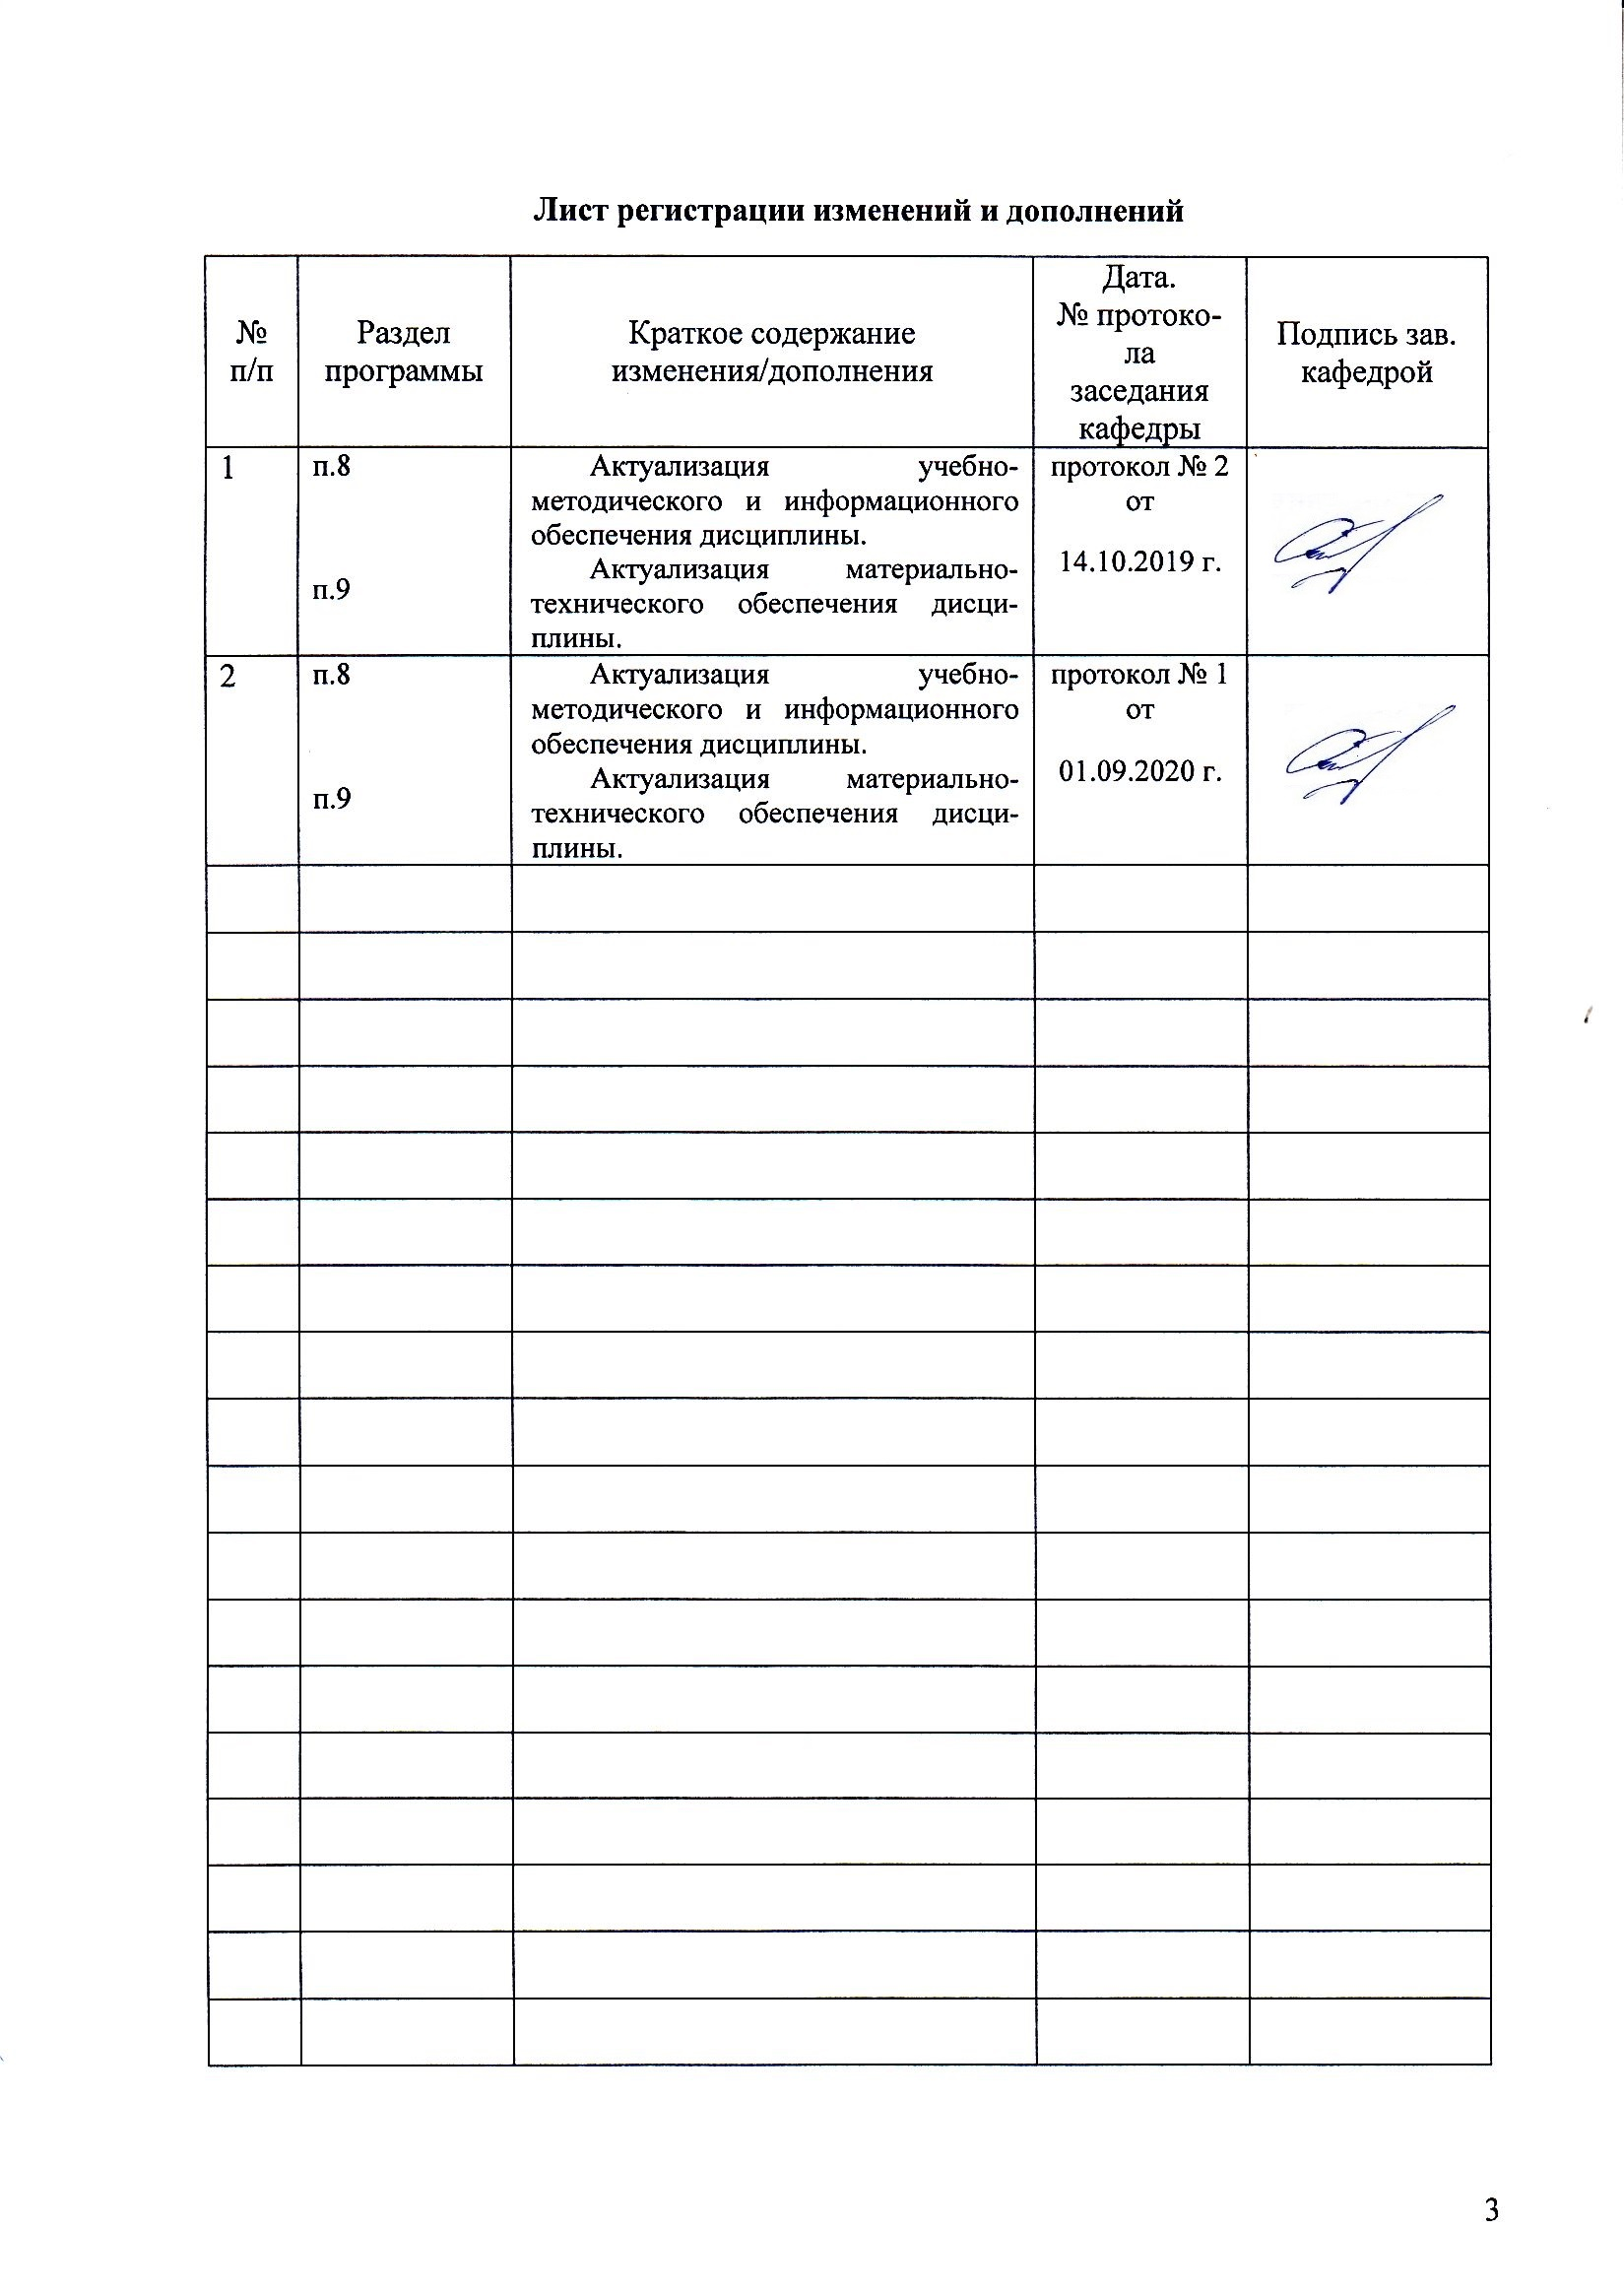 Лист регистрации изменений и дополнений
№
п/п
Раздел
программы
Краткое содержание
изменения/дополнения
Дата.
№ протоко-
ла
заседания
кафедры
Подпись зав.
кафедрой
1
п.8
п.9
Актуализация учебно-
методического и информационного
обеспечения дисциплины.
Актуализация материально-
технического обеспечения дисци-
плины.
протокол № 2
от
14.10.2019 г.
2
п.8
п.9
Актуализация учебно-
методического и информационного
обеспечения дисциплины.
Актуализация материально-
технического обеспечения дисци-
плины.
протокол № 1
от
01.09.2020 г.
3